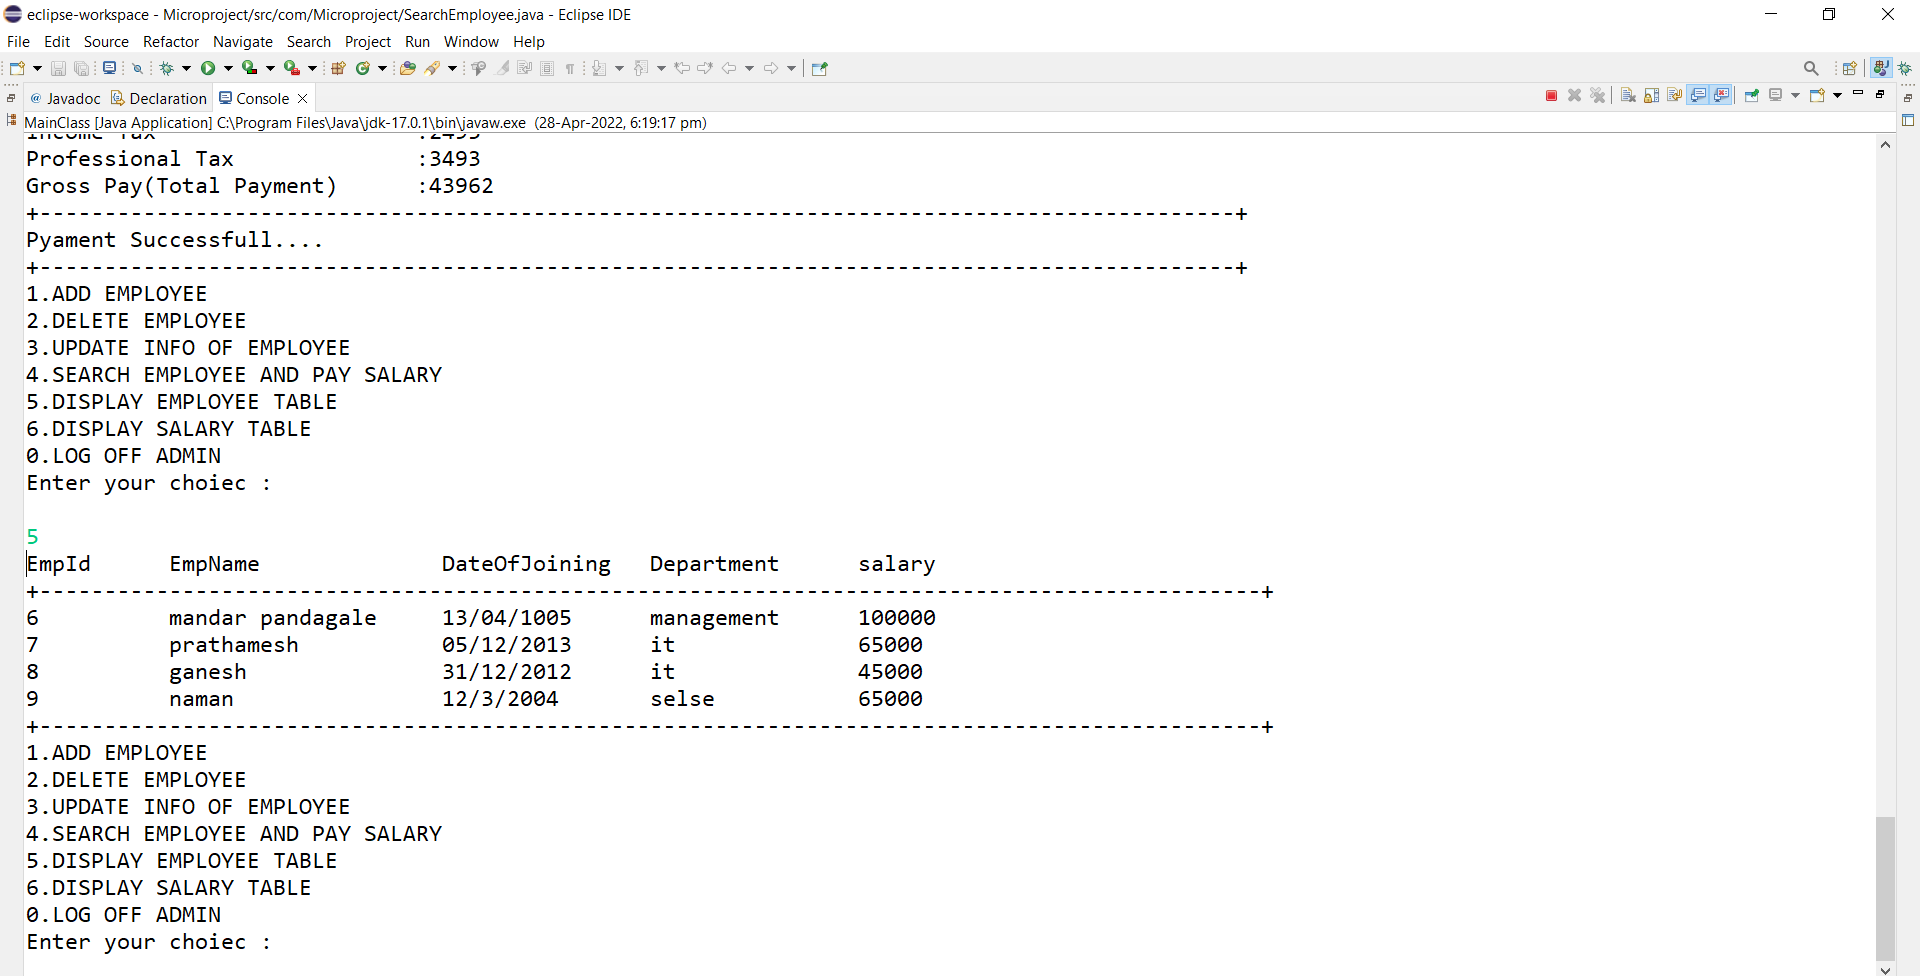 eclipse-workspace - Microproject/src/com/Microproject/SearchEmployee.java - Eclipse IDE
File Edit Source Refactor Navigate Search Project Run Window Help
@ Javadoc Declaration Console
MainClass [Java Application] C:\Program Files\Java\jdk-17.0.1\bin\javaw.exe (28-Apr-2022, 6:19:17 pm)
Income Tax :2495
Professional Tax :3493
Gross Pay(Total Payment) :43962
+--------------------------------------------------------------------------------------------+
Pyament Successfull....
+--------------------------------------------------------------------------------------------+
1.ADD EMPLOYEE
2.DELETE EMPLOYEE
3.UPDATE INFO OF EMPLOYEE
4.SEARCH EMPLOYEE AND PAY SALARY
5.DISPLAY EMPLOYEE TABLE
6.DISPLAY SALARY TABLE
0.LOG OFF ADMIN
Enter your choiec :
5
EmpId EmpName DateOfJoining Department salary
+----------------------------------------------------------------------------------------------+
6 mandar pandagale 13/04/1005 management 100000
7 prathamesh 05/12/2013 it 65000
8 ganesh 31/12/2012 it 45000
9 naman 12/3/2004 selse 65000
+----------------------------------------------------------------------------------------------+
1.ADD EMPLOYEE
2.DELETE EMPLOYEE
3.UPDATE INFO OF EMPLOYEE
4.SEARCH EMPLOYEE AND PAY SALARY
5.DISPLAY EMPLOYEE TABLE
6.DISPLAY SALARY TABLE
0.LOG OFF ADMIN
Enter your choiec :